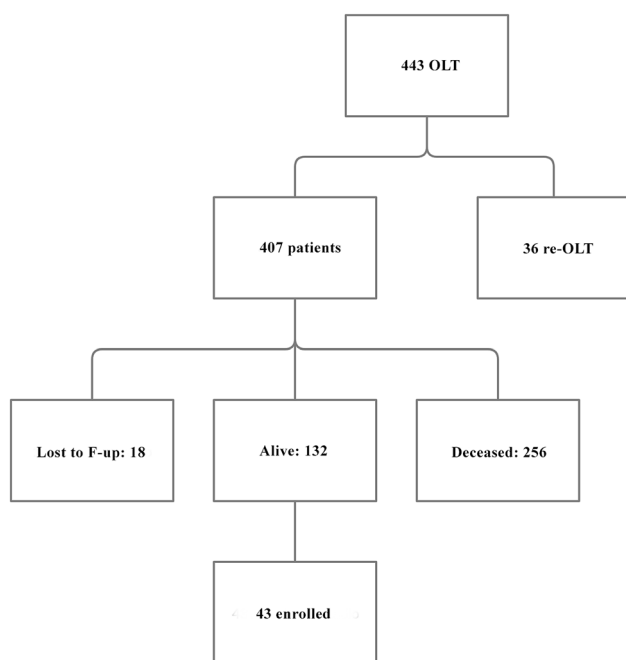 443 OLT
407 patients
36 re-OLT
Lost to F-up: 18
Alive: 132
Deceased: 256
43 enrolled